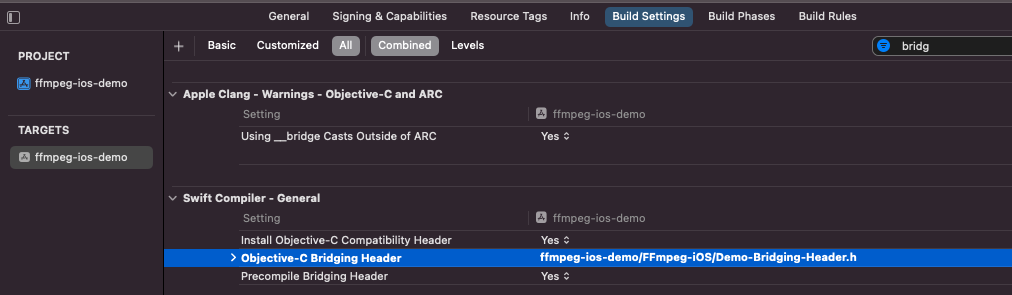 General Signing & Capabilities Resource Tags Info Build Settings Build Phases Build Rules
+ Basic Customized All Combined Levels bridg
PROJECT
ffmpeg-ios-demo
TARGETS
ffmpeg-ios-demo
Apple Clang - Warnings - Objective-C and ARC
Setting ffmpeg-ios-demo
Using __bridge Casts Outside of ARC Yes
Swift Compiler - General
Setting ffmpeg-ios-demo
Install Objective-C Compatibility Header Yes
Objective-C Bridging Header ffmpeg-ios-demo/FFmpeg-iOS/Demo-Bridging-Header.h
Precompile Bridging Header Yes